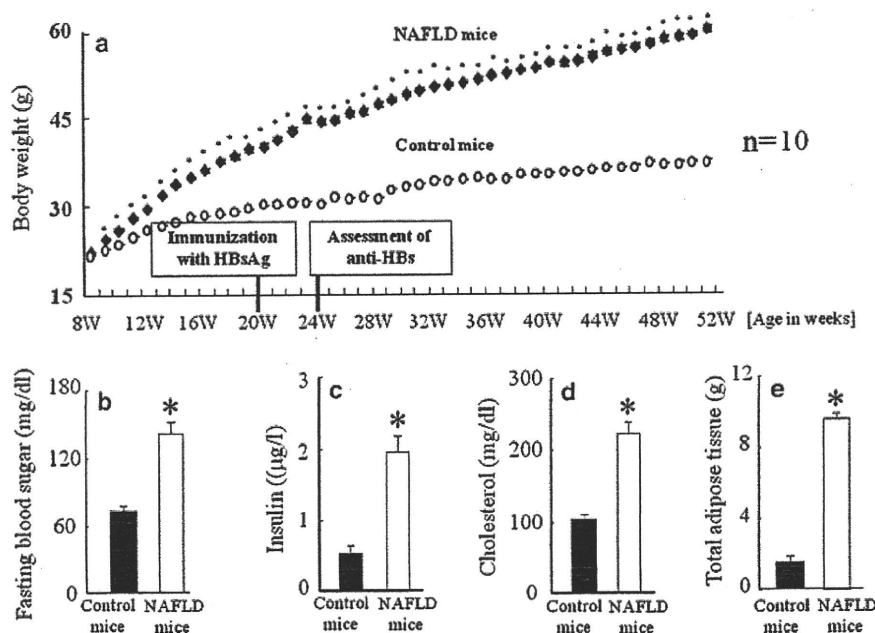 a
60
45
30
15
Body weight (g)
NAFLD mice
Control mice
n=10
Immunization
with HBsAg
Assessment of
anti-HBs
8W 12W 16W 20W 24W 28W 32W 36W 40W 44W 48W 52W [Age in weeks]
b
180
120
60
0
Fasting blood sugar (mg/dl)
*
Control
mice
NAFLD
mice
c
3
2
1
0
Insulin ((µg/l)
*
Control
mice
NAFLD
mice
d
300
200
100
0
Cholesterol (mg/dl)
*
Control
mice
NAFLD
mice
e
12
8
4
0
Total adipose tissue (g)
*
Control
mice
NAFLD
mice